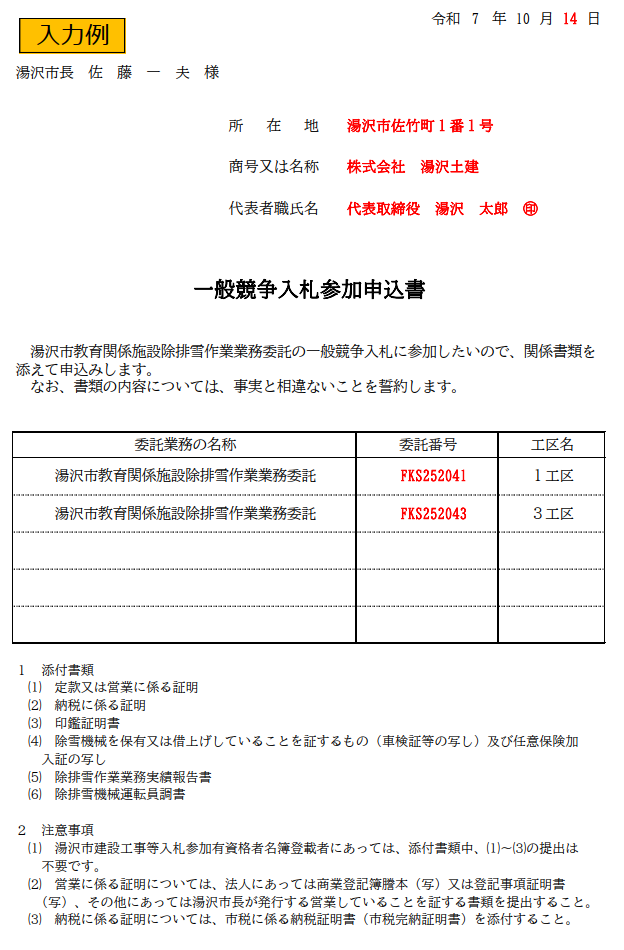 令和 7 年 10 月 14 日
入力例
湯沢市長 佐 藤 一 夫 様
所 在 地 湯沢市佐竹町1番1号
商号又は名称 株式会社 湯沢土建
代表者職氏名 代表取締役 湯沢 太郎 ㊞
一般競争入札参加申込書
湯沢市教育関係施設除排雪作業業務委託の一般競争入札に参加したいので、関係書類を
添えて申込みします。
なお、書類の内容については、事実と相違ないことを誓約します。
委託業務の名称 委託番号 工区名
湯沢市教育関係施設除排雪作業業務委託 FKS252041 1工区
湯沢市教育関係施設除排雪作業業務委託 FKS252043 3工区
1 添付書類
⑴ 定款又は営業に係る証明
⑵ 納税に係る証明
⑶ 印鑑証明書
⑷ 除雪機械を保有又は借上げしていることを証するもの（車検証等の写し）及び任意保険加
入証の写し
⑸ 除排雪作業業務実績報告書
⑹ 除排雪機械運転員調書
2 注意事項
⑴ 湯沢市建設工事等入札参加有資格者名簿登載者にあっては、添付書類中、⑴~⑶の提出は
不要です。
⑵ 営業に係る証明については、法人にあっては商業登記簿謄本（写）又は登記事項証明書
（写）、その他にあっては湯沢市長が発行する営業していることを証する書類を提出すること。
⑶ 納税に係る証明については、市税に係る納税証明書（市税完納証明書）を添付すること。